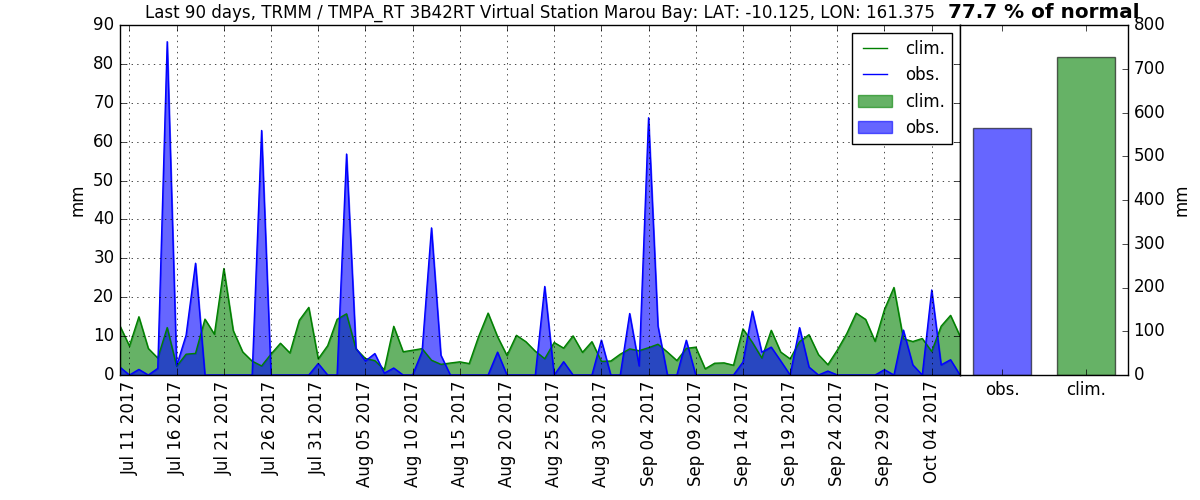 Last 90 days, TRMM / TMPA_RT 3B42RT Virtual Station Marou Bay: LAT: -10.125, LON: 161.375 77.7 % of normal
90
80
70
60
50
40
30
20
10
0
mm
clim.
obs.
clim.
obs.
Jul 11 2017
Jul 16 2017
Jul 21 2017
Jul 26 2017
Jul 31 2017
Aug 05 2017
Aug 10 2017
Aug 15 2017
Aug 20 2017
Aug 25 2017
Aug 30 2017
Sep 04 2017
Sep 09 2017
Sep 14 2017
Sep 19 2017
Sep 24 2017
Sep 29 2017
Oct 04 2017
800
700
600
500
400
300
200
100
0
mm
obs.
clim.